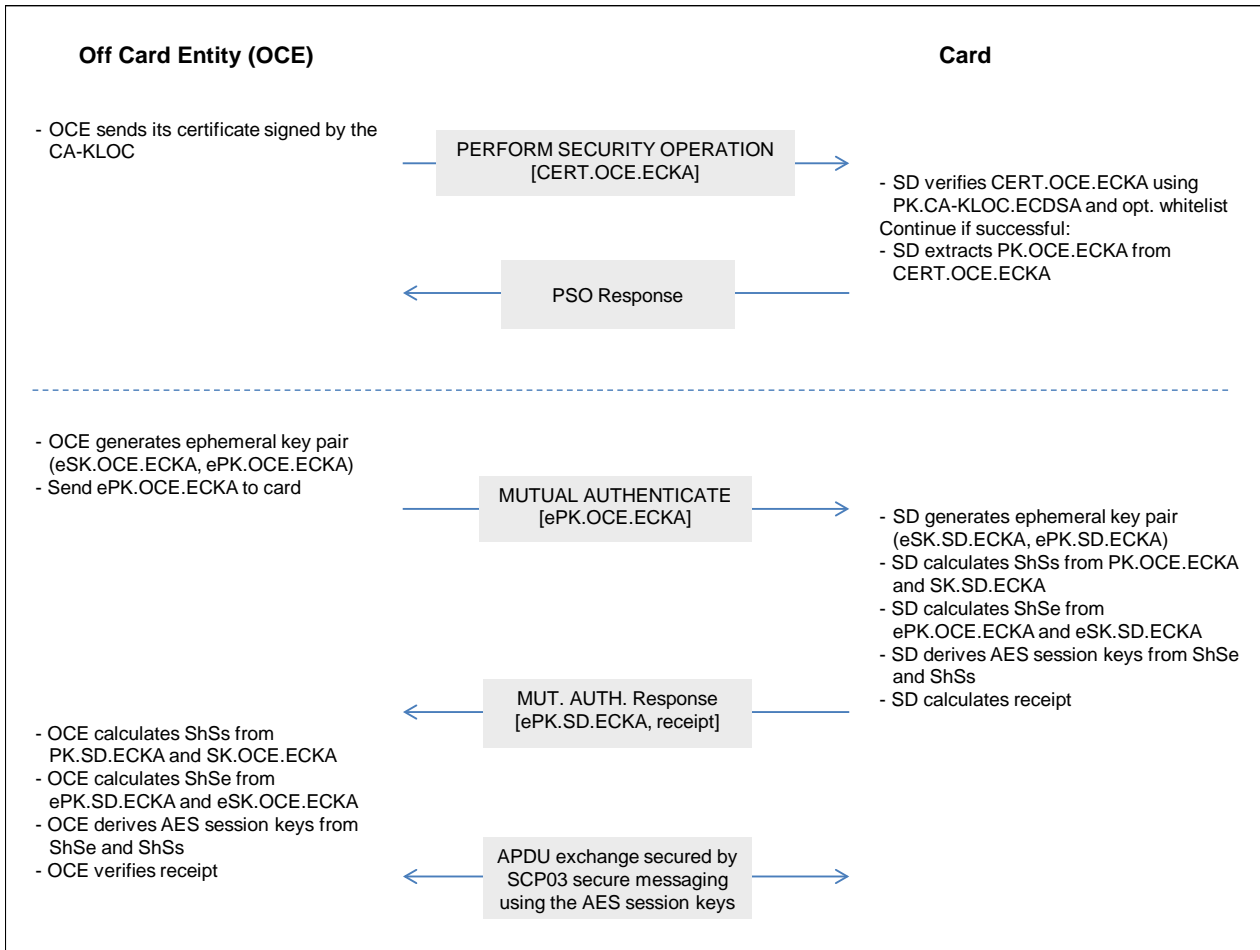 Off Card Entity (OCE)
Card
- OCE sends its certificate signed by the
CA-KLOC
PERFORM SECURITY OPERATION
[CERT.OCE.ECKA]
- SD verifies CERT.OCE.ECKA using
PK.CA-KLOC.ECDSA and opt. whitelist
Continue if successful:
- SD extracts PK.OCE.ECKA from
CERT.OCE.ECKA
PSO Response
- OCE generates ephemeral key pair
(eSK.OCE.ECKA, ePK.OCE.ECKA)
- Send ePK.OCE.ECKA to card
MUTUAL AUTHENTICATE
[ePK.OCE.ECKA]
- SD generates ephemeral key pair
(eSK.SD.ECKA, ePK.SD.ECKA)
- SD calculates ShSs from PK.OCE.ECKA
and SK.SD.ECKA
- SD calculates ShSe from
ePK.OCE.ECKA and eSK.SD.ECKA
- SD derives AES session keys from ShSe
and ShSs
- SD calculates receipt
MUT. AUTH. Response
[ePK.SD.ECKA, receipt]
- OCE calculates ShSs from
PK.SD.ECKA and SK.OCE.ECKA
- OCE calculates ShSe from
ePK.SD.ECKA and eSK.OCE.ECKA
- OCE derives AES session keys from
ShSe and ShSs
- OCE verifies receipt
APDU exchange secured by
SCP03 secure messaging
using the AES session keys